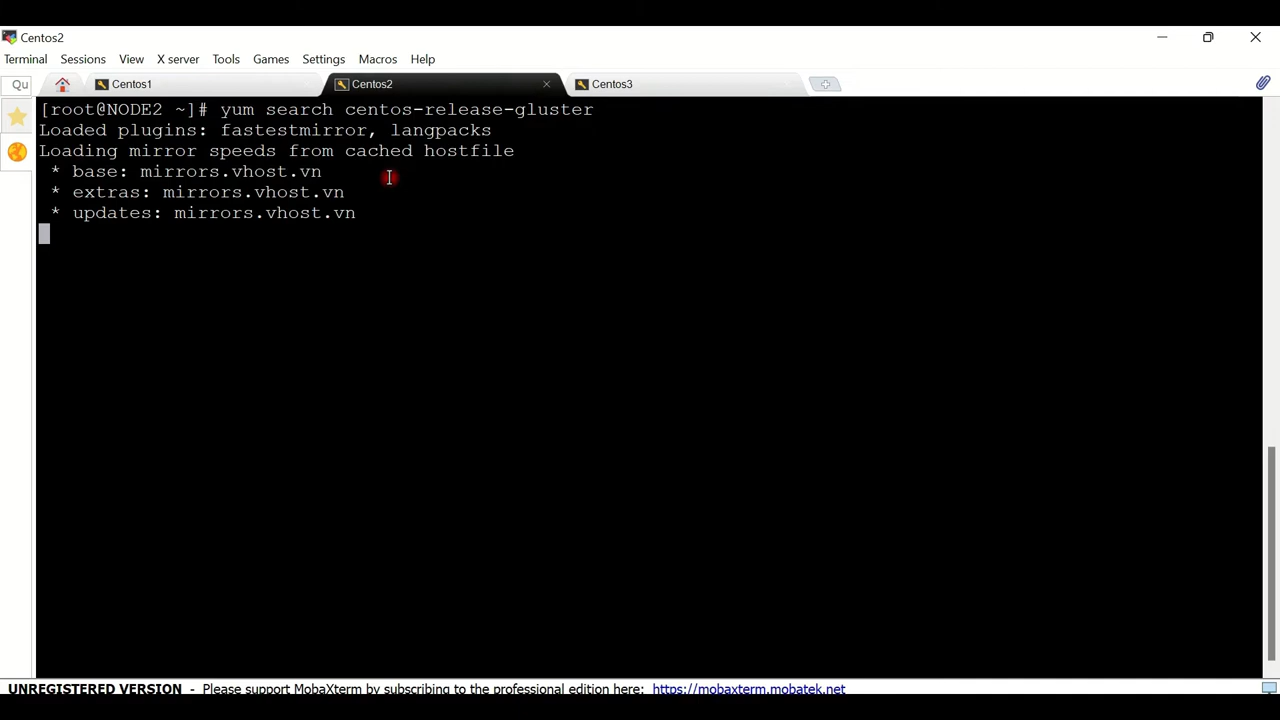 Centos2
Terminal Sessions View X server Tools Games Settings Macros Help
Qu Centos1 Centos2 Centos3
[root@NODE2 ~]# yum search centos-release-gluster
Loaded plugins: fastestmirror, langpacks
Loading mirror speeds from cached hostfile
* base: mirrors.vhost.vn
* extras: mirrors.vhost.vn
* updates: mirrors.vhost.vn
UNREGISTERED VERSION - Please support MobaXterm by subscribing to the professional edition here: https://mobaxterm.mobatek.net